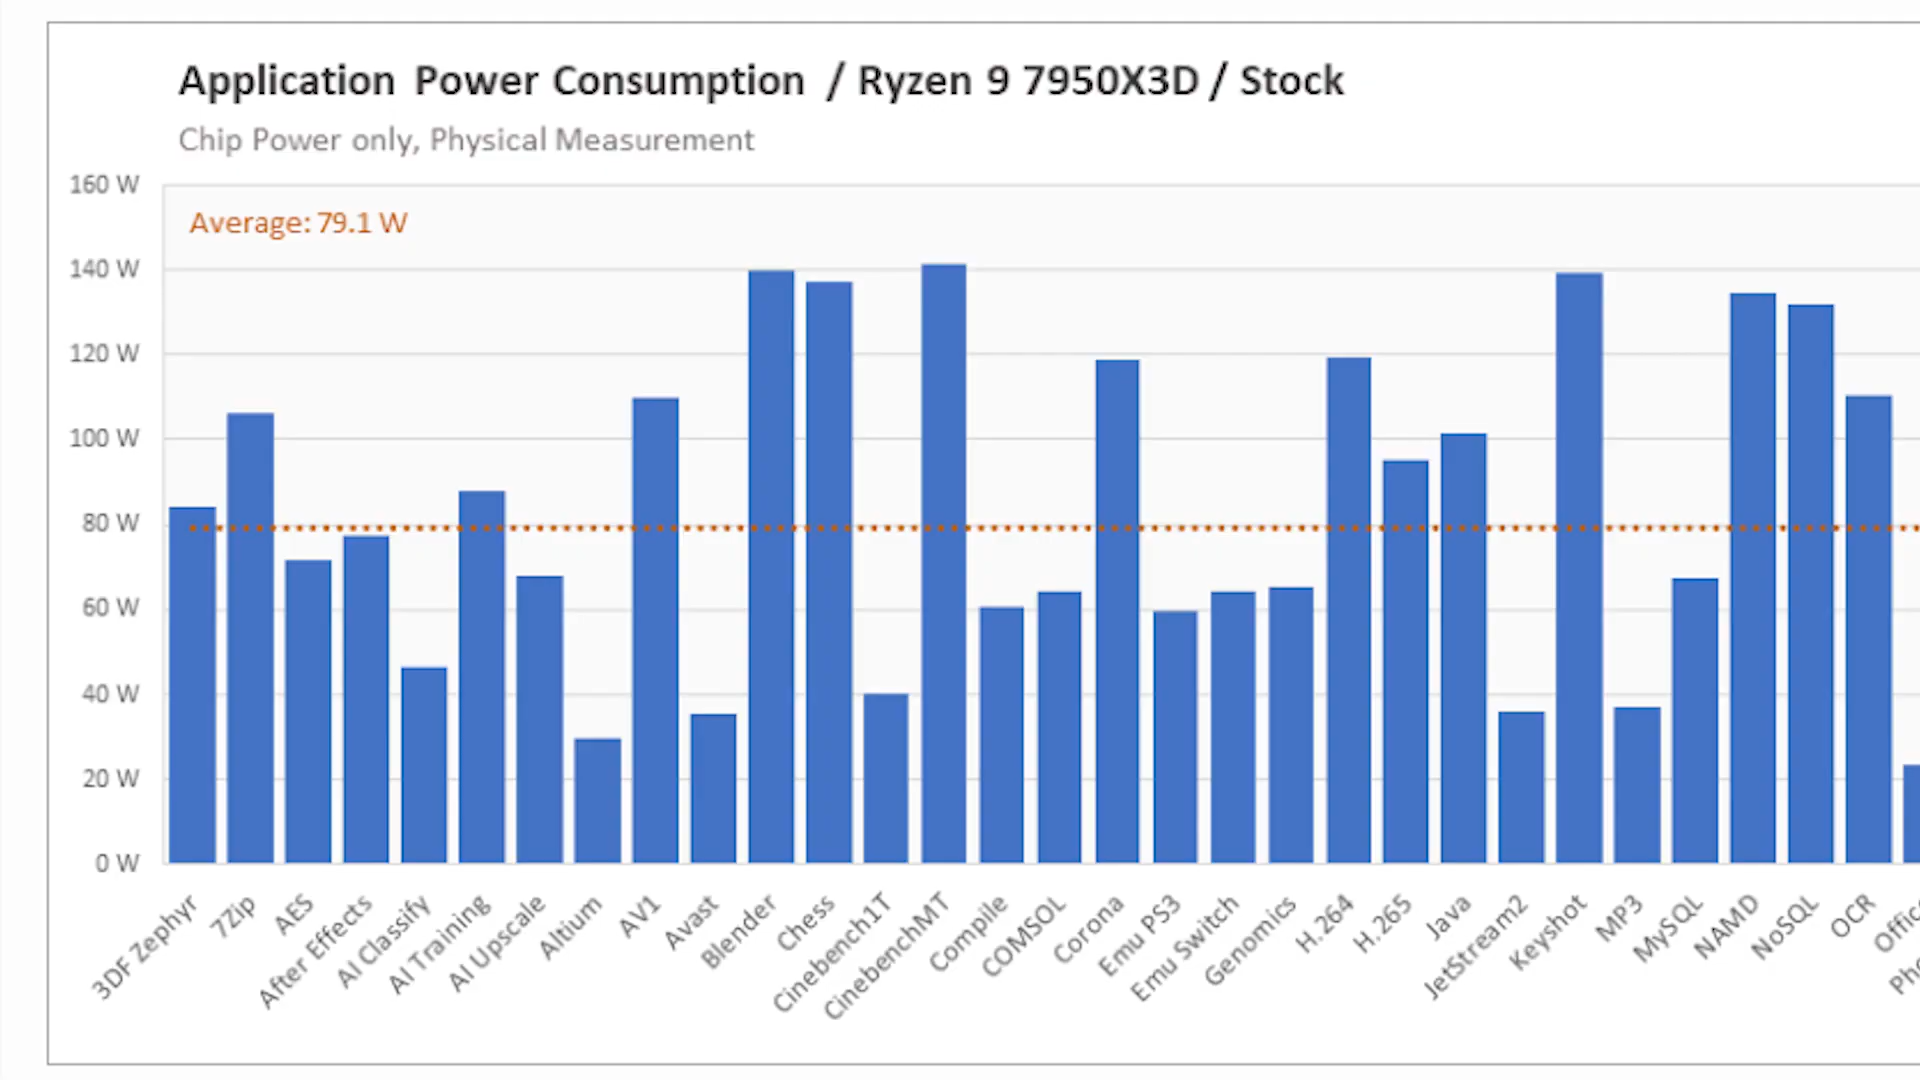 Application Power Consumption / Ryzen 9 7950X3D / Stock
Chip Power only, Physical Measurement
160 W
Average: 79.1 W
140 W
120 W
100 W
80 W
60 W
40 W
20 W
0 W
3DF Zephyr
7Zip
AES
After Effects
AI Classify
AI Training
AI Upscale
Altium
AV1
Avast
Blender
Chess
Cinebench1T
CinebenchMT
Compile
COMSOL
Corona
Emu PS3
Emu Switch
Genomics
H.264
H.265
Java
JetStream2
Keyshot
MP3
MySQL
NAMD
NoSQL
OCR